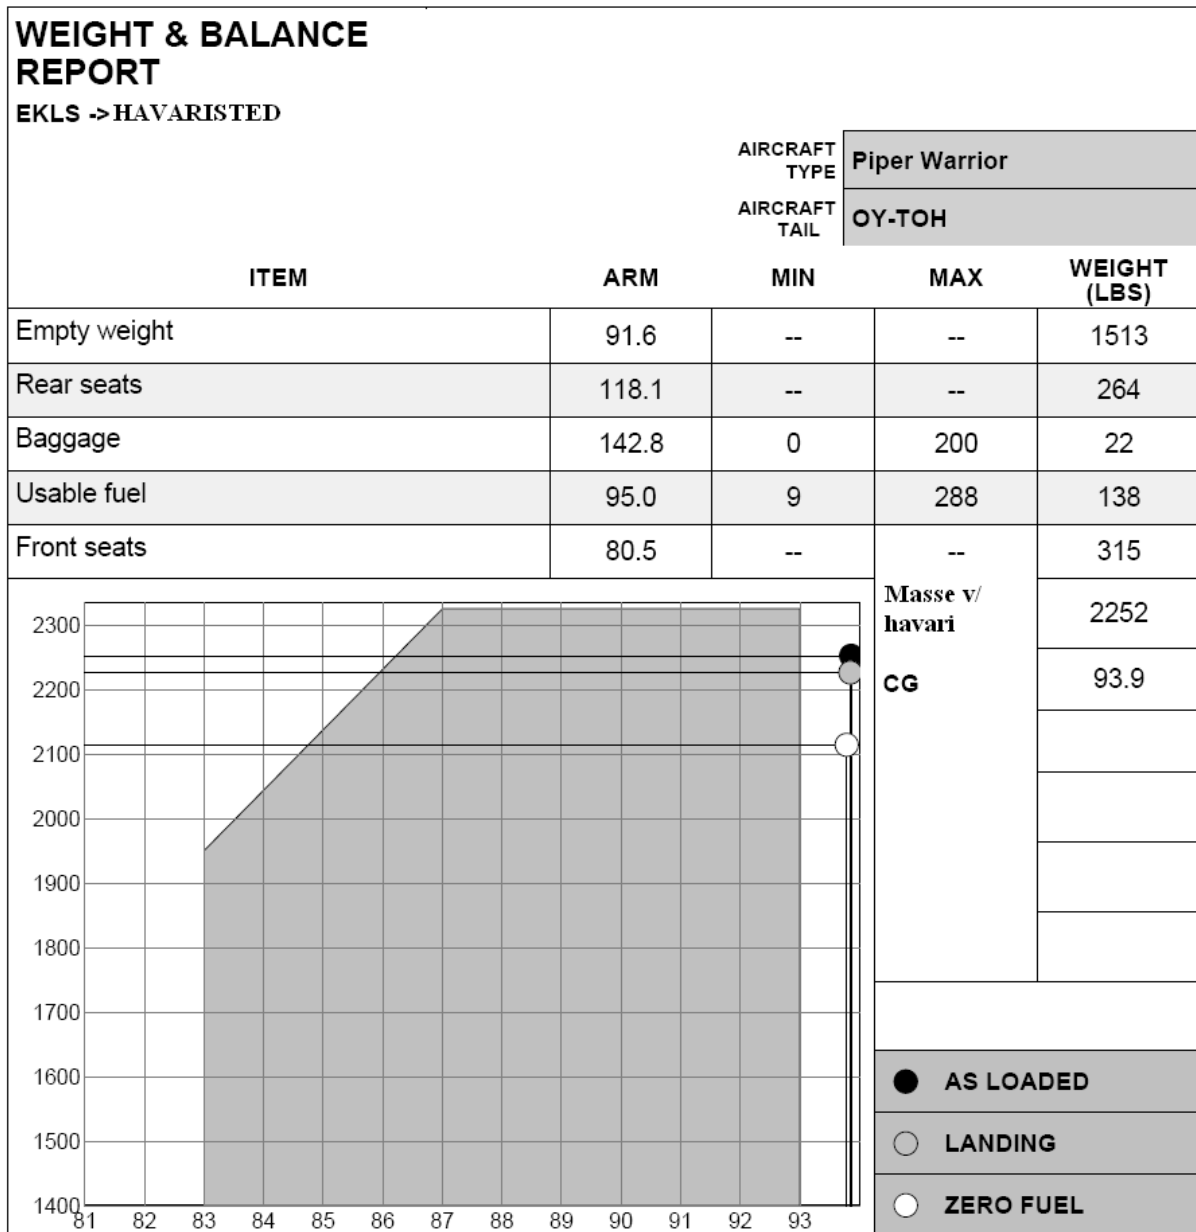 WEIGHT & BALANCE
REPORT
EKLS -> HAVARISTED
AIRCRAFT TYPE Piper Warrior
AIRCRAFT TAIL OY-TOH
ITEM ARM MIN MAX WEIGHT (LBS)
Empty weight 91.6 -- -- 1513
Rear seats 118.1 -- -- 264
Baggage 142.8 0 200 22
Usable fuel 95.0 9 288 138
Front seats 80.5 -- -- 315
Masse v/ havari 2252
CG 93.9
2300
2200
2100
2000
1900
1800
1700
1600
1500
1400
81 82 83 84 85 86 87 88 89 90 91 92 93
AS LOADED
LANDING
ZERO FUEL